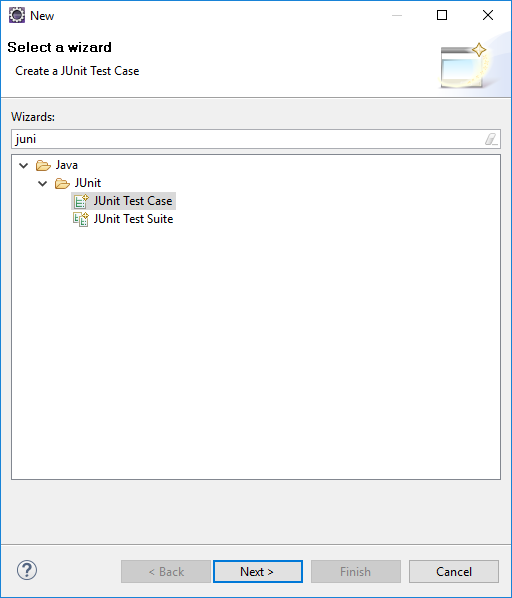 New
Select a wizard
Create a JUnit Test Case
Wizards:
juni
Java
JUnit
JUnit Test Case
JUnit Test Suite
?
< Back
Next >
Finish
Cancel